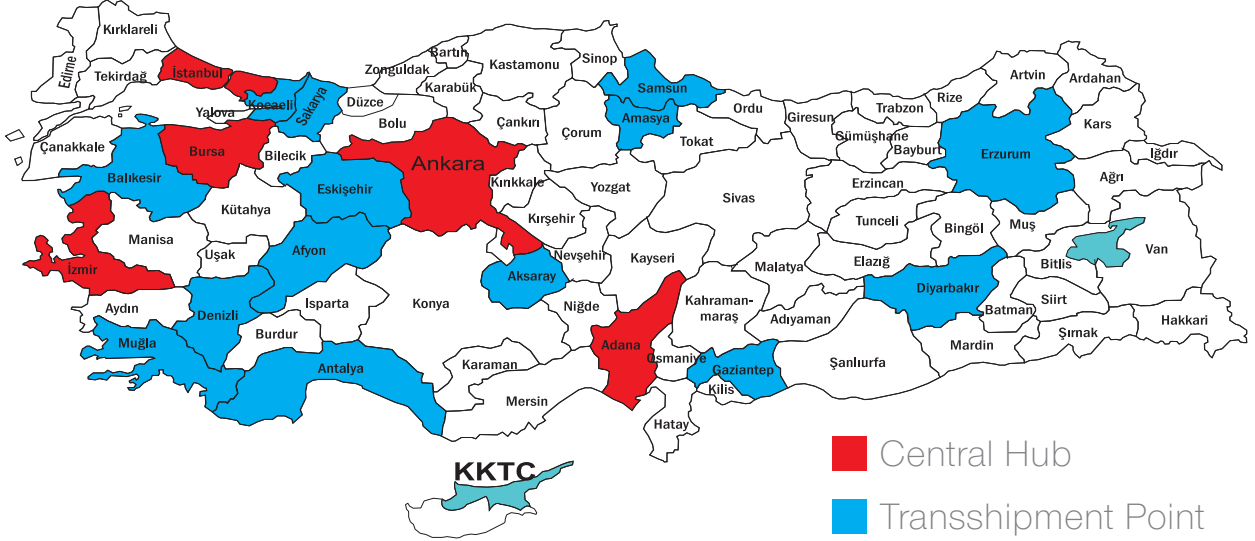 Kırklareli
Edirne
Tekirdağ
İstanbul
Yalova
Kocaeli
Sakarya
Düzce
Zonguldak
Bartın
Karabük
Kastamonu
Sinop
Samsun
Amasya
Ordu
Giresun
Trabzon
Rize
Artvin
Ardahan
Kars
Iğdır
Çanakkale
Balıkesir
Bursa
Bilecik
Bolu
Ankara
Çankırı
Çorum
Tokat
Gümüşhane
Bayburt
Erzurum
Ağrı
Eskişehir
Kütahya
Kırıkkale
Kırşehir
Yozgat
Sivas
Erzincan
Tunceli
Bingöl
Muş
Bitlis
Van
Manisa
Uşak
Afyon
Aksaray
Nevşehir
Kayseri
Malatya
Elazığ
Diyarbakır
Batman
Siirt
Şırnak
Hakkari
İzmir
Aydın
Denizli
Isparta
Konya
Niğde
Kahraman-
maraş
Adıyaman
Mardin
Muğla
Burdur
Antalya
Karaman
Mersin
Adana
Osmaniye
Gaziantep
Kilis
Şanlıurfa
Hatay
KKTC
Central Hub
Transshipment Point